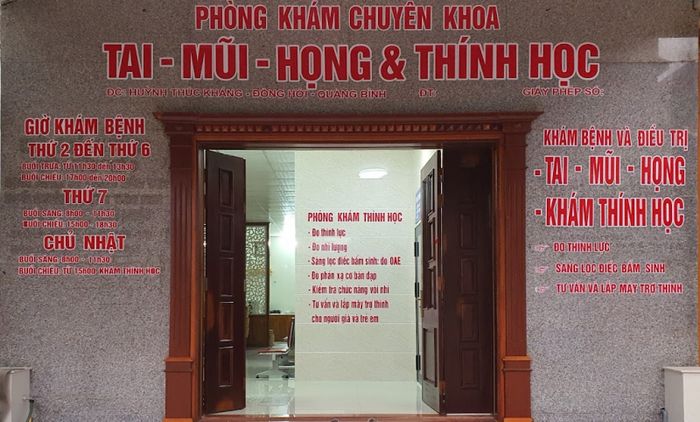 PHÒNG KHÁM CHUYÊN KHOA
TAI - MŨI - HỌNG & THÍNH HỌC
ĐC: HUỲNH THÚC KHÁNG - ĐỒNG HỚI - QUẢNG BÌNH ĐT: GIẤY PHÉP SỐ:
GIỜ KHÁM BỆNH
THỨ 2 ĐẾN THỨ 6
BUỔI TRƯA: TỪ 11h30 đến 13h30
BUỔI CHIỀU: 17h00 đến 20h00
THỨ 7
BUỔI SÁNG: 8h00 - 11h30
BUỔI CHIỀU: 15h00 - 18h30
CHỦ NHẬT
BUỔI SÁNG: 8h00 - 11h30
BUỔI CHIỀU: TỪ 15h00: KHÁM THÍNH HỌC
PHÒNG KHÁM THÍNH HỌC
- Đo thính lực
- Đo nhĩ lượng
- Sàng lọc điếc bẩm sinh: đo OAE
- Đo phản xạ cơ bàn đạp
- Kiểm tra chức năng vòi nhĩ
- Tư vấn và lắp máy trợ thính
cho người già và trẻ em
KHÁM BỆNH VÀ ĐIỀU TRỊ
- TAI - MŨI - HỌNG
- KHÁM THÍNH HỌC
ĐO THÍNH LỰC
SÀNG LỌC ĐIẾC BẨM SINH
TƯ VẤN VÀ LẮP MÁY TRỢ THÍNH